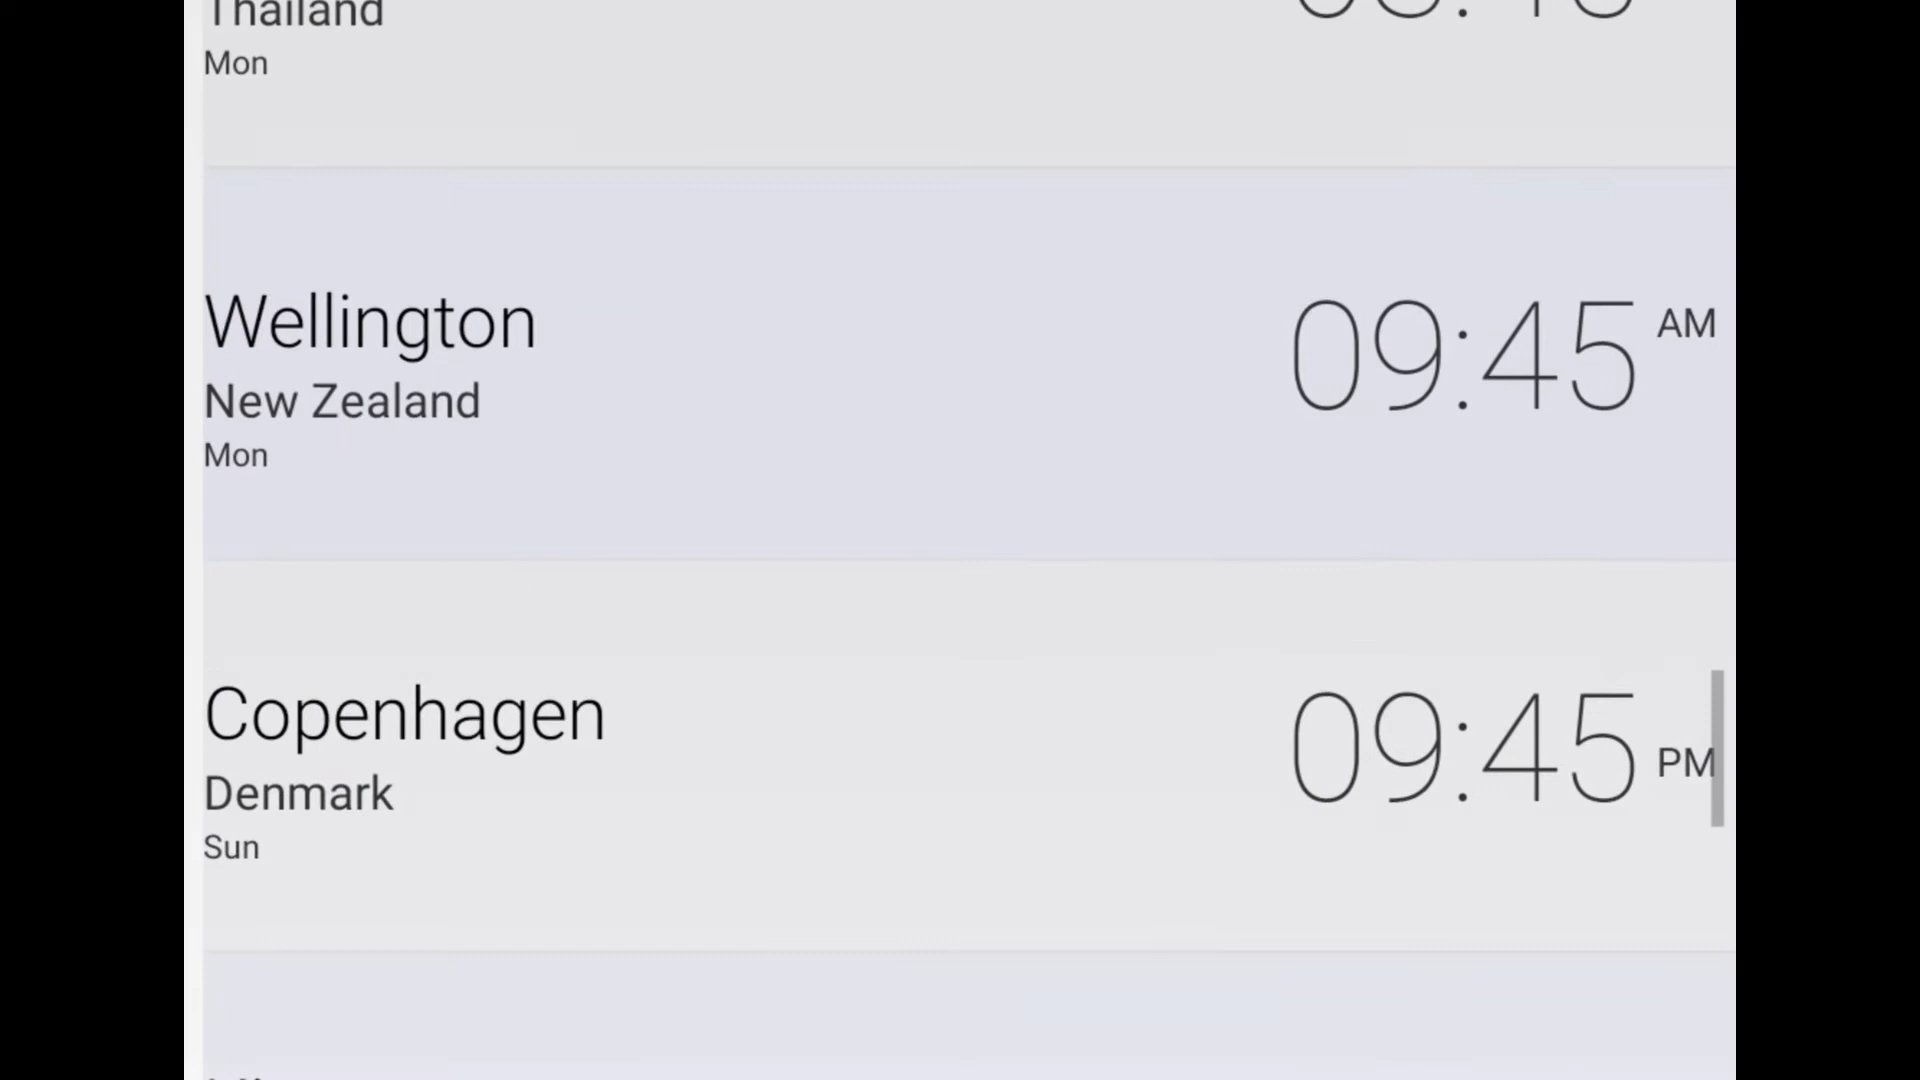 Thailand
Mon
Wellington
New Zealand
Mon
09:45 AM
Copenhagen
Denmark
Sun
09:45 PM